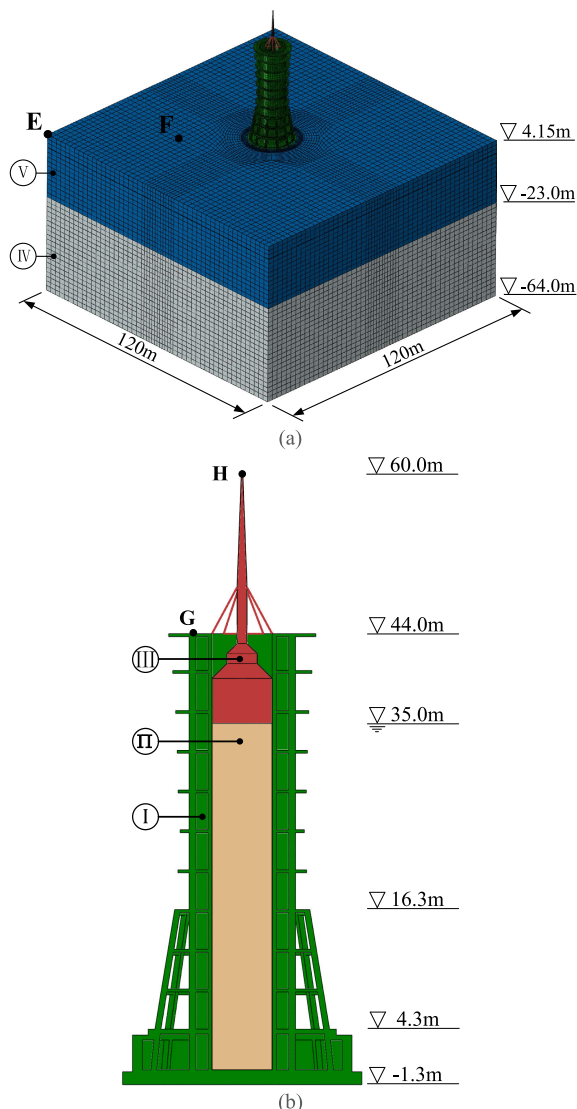 E
F
▽ 4.15m
Ⅴ
▽ -23.0m
Ⅳ
▽ -64.0m
120m
120m
(a)
H
▽ 60.0m
G
▽ 44.0m
Ⅲ
▽ 35.0m
Π
Ⅰ
▽ 16.3m
▽ 4.3m
▽ -1.3m
(b)